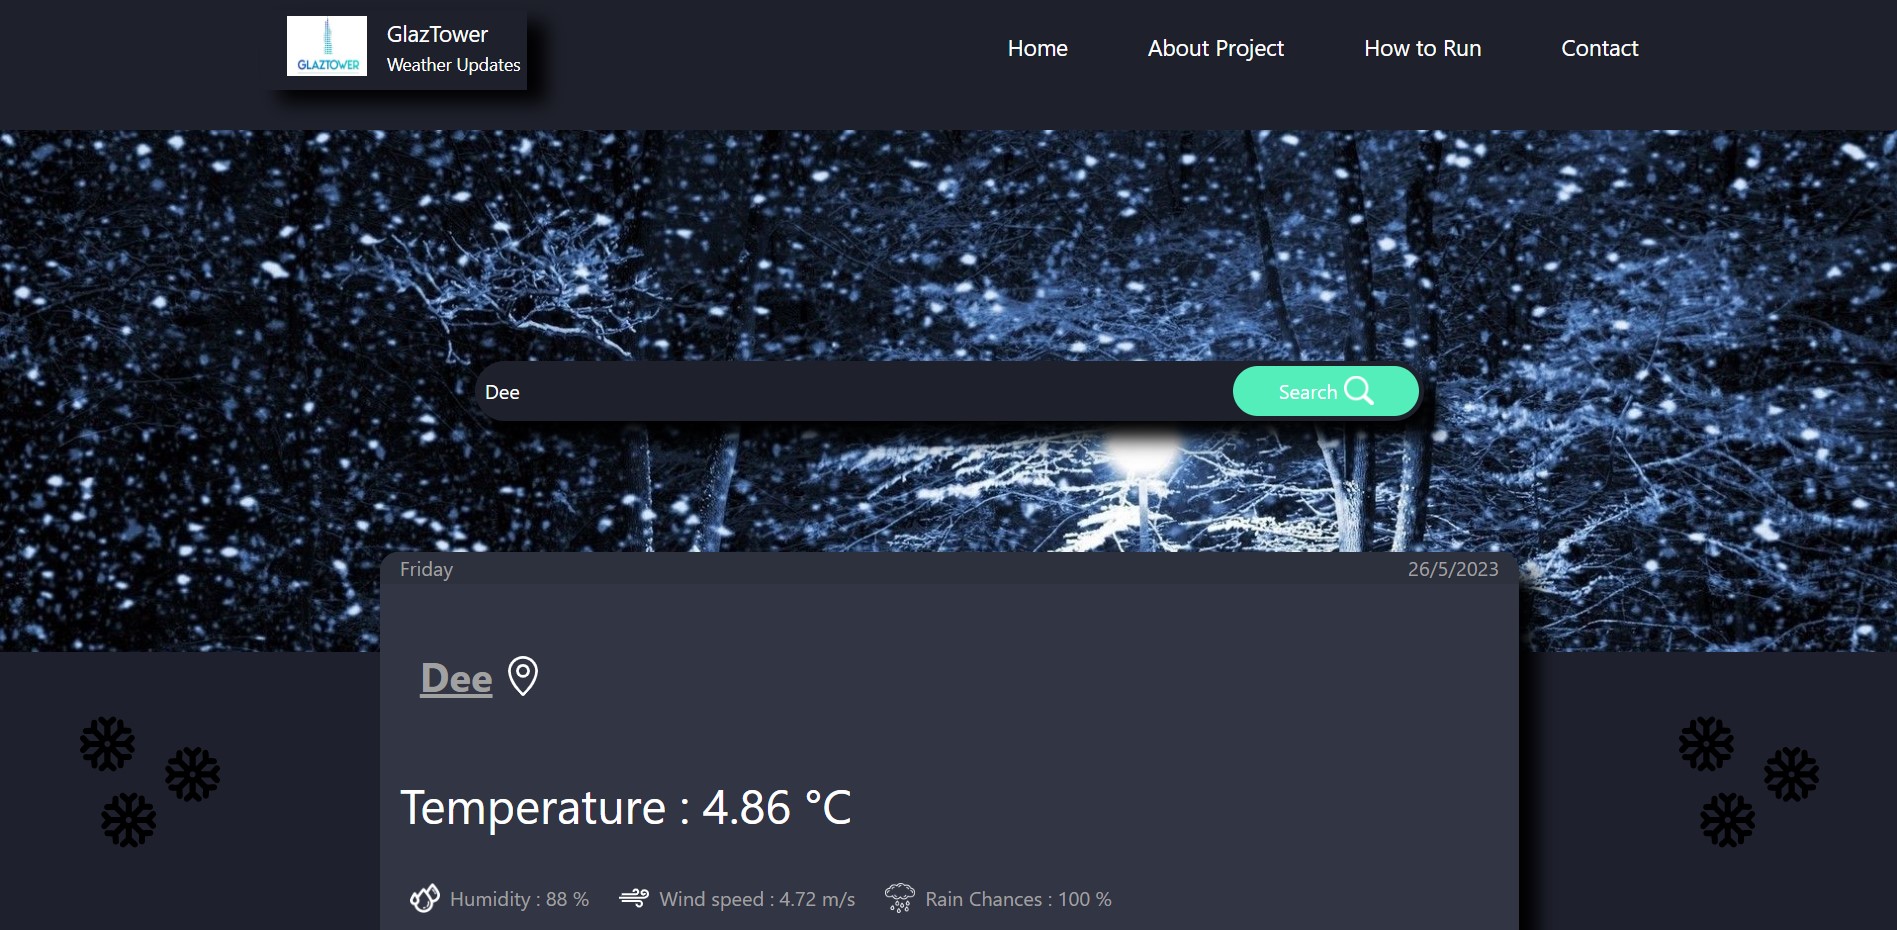 GLAZTOWER
GlazTower
Weather Updates
Home About Project How to Run Contact
Dee
Search
Friday 26/5/2023
Dee
Temperature : 4.86 °C
Humidity : 88 % Wind speed : 4.72 m/s Rain Chances : 100 %